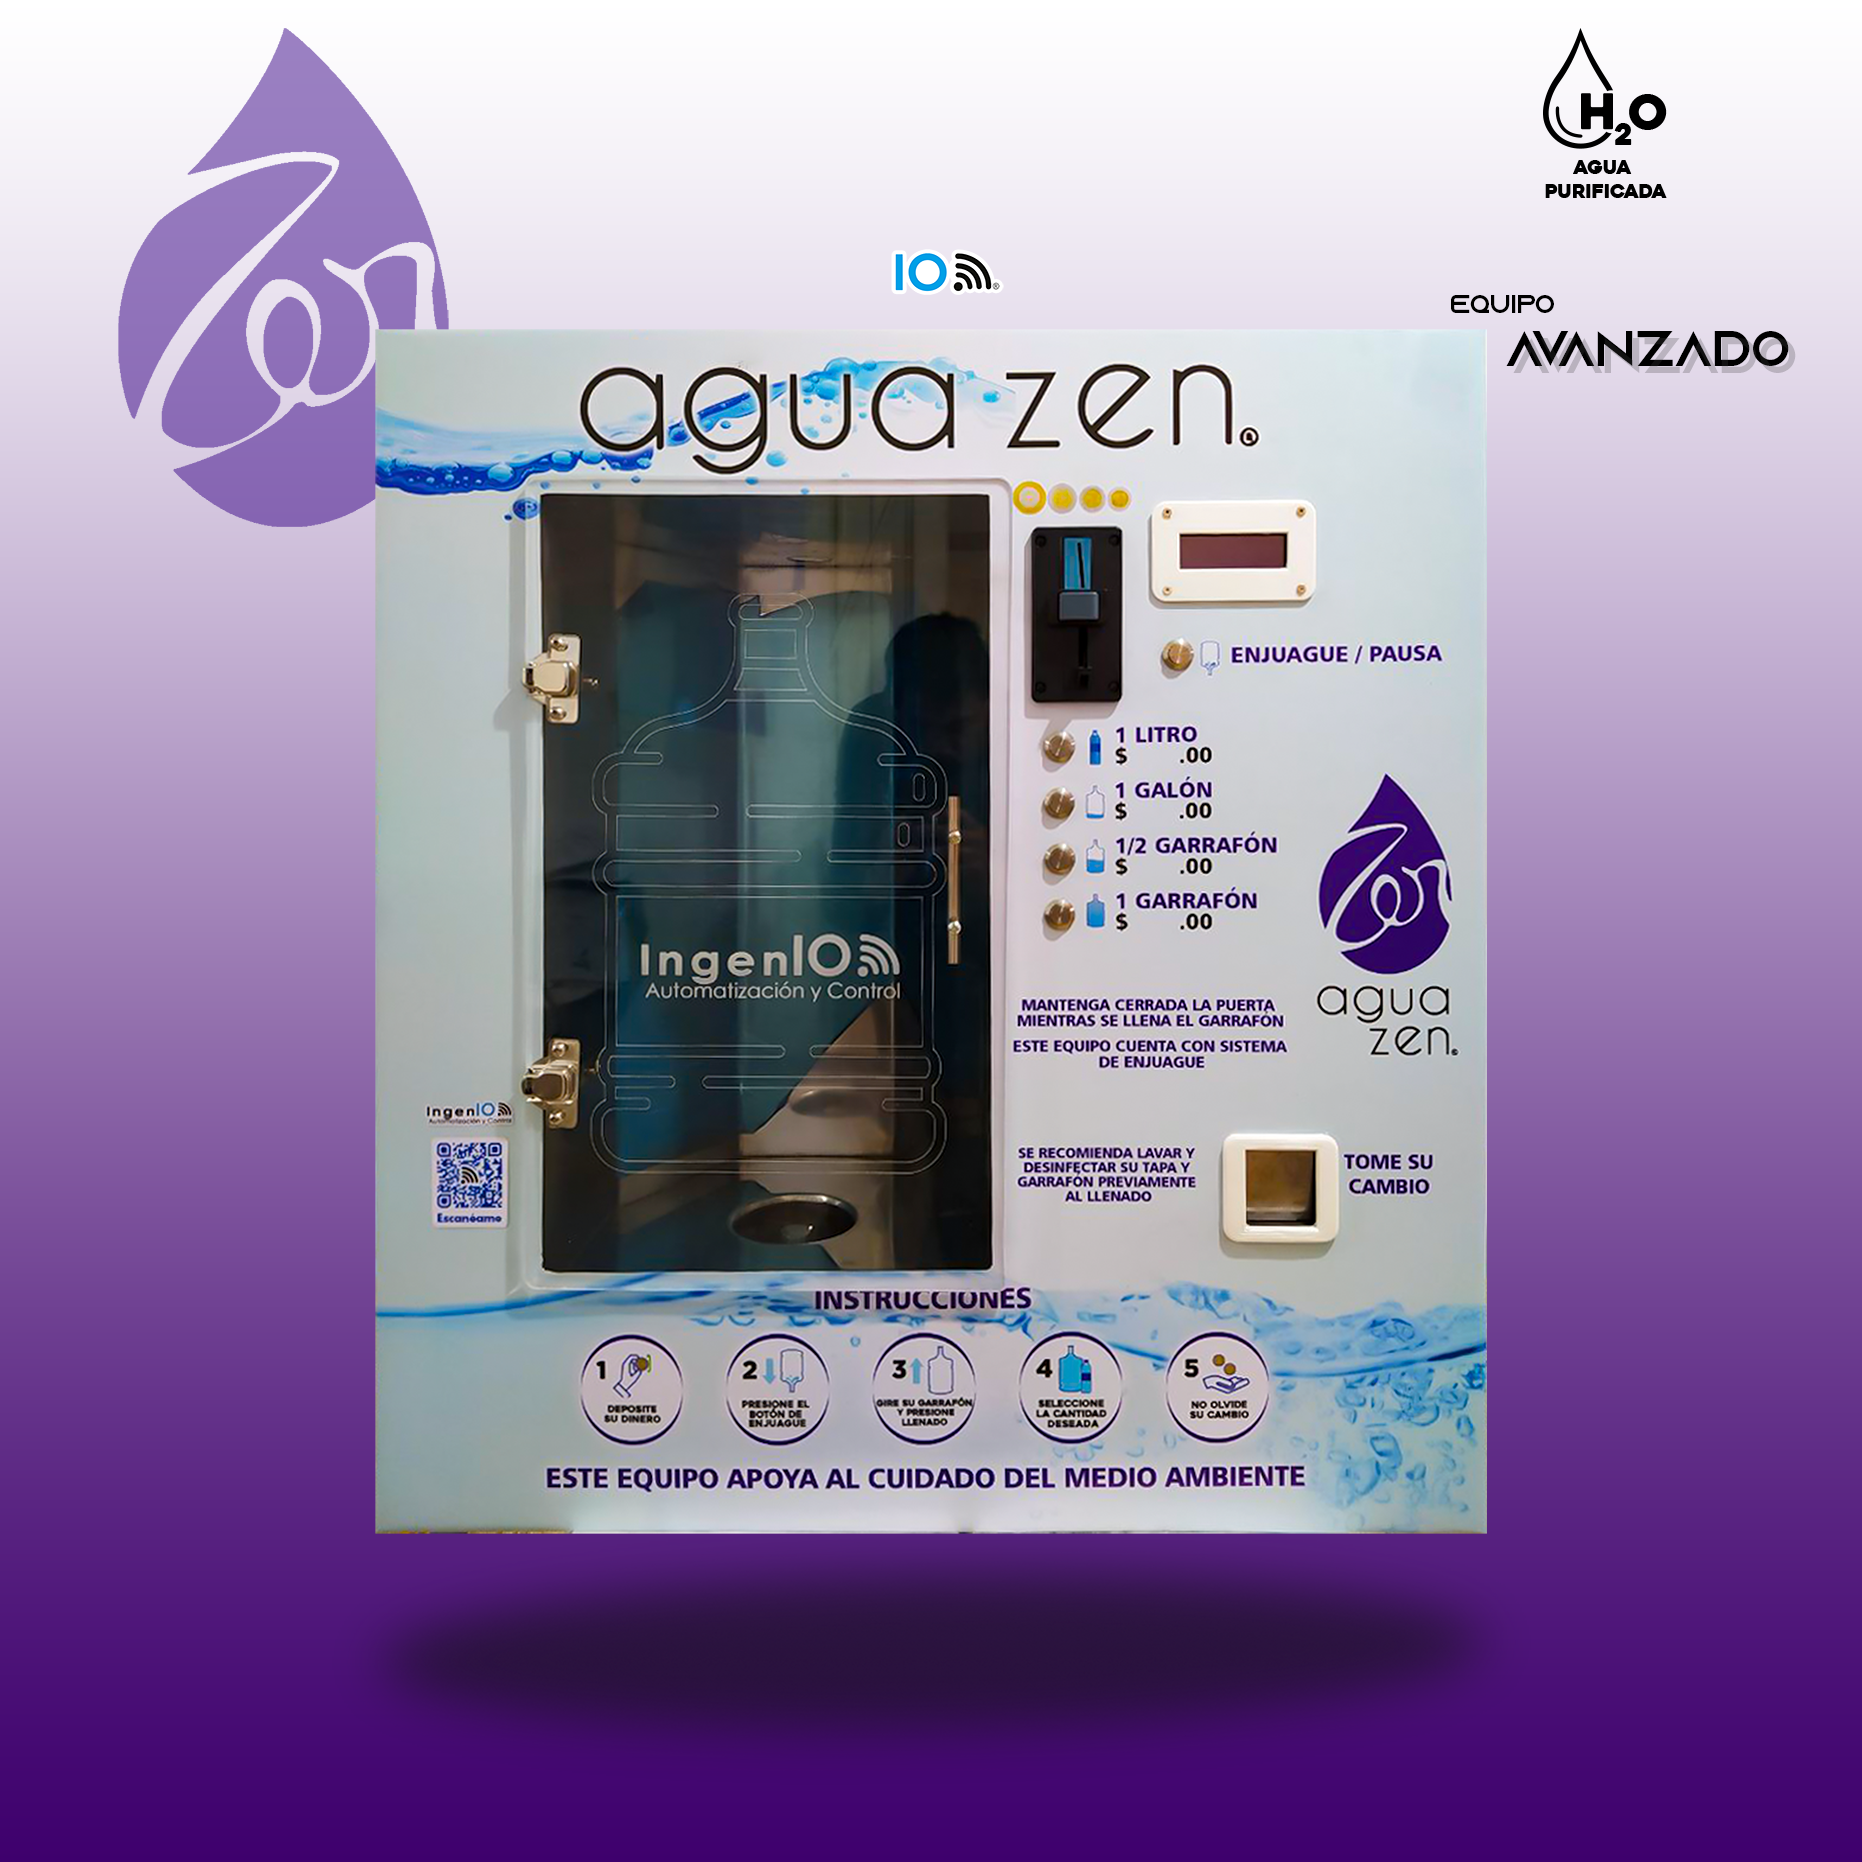 H2O
AGUA
PURIFICADA
IO
EQUIPO
AVANZADO
Zen
agua zen
ENJUAGUE / PAUSA
1 LITRO
$ .00
1 GALÓN
$ .00
1/2 GARRAFÓN
$ .00
1 GARRAFÓN
$ .00
IngenIO
Automatización y Control
Zen
agua
zen
MANTENGA CERRADA LA PUERTA
MIENTRAS SE LLENA EL GARRAFÓN
ESTE EQUIPO CUENTA CON SISTEMA
DE ENJUAGUE
IngenIO
Automatización y Control
Escanéame
SE RECOMIENDA LAVAR Y
DESINFECTAR SU TAPA Y
GARRAFÓN PREVIAMENTE
AL LLENADO
TOME SU
CAMBIO
INSTRUCCIONES
1
DEPOSITE
SU DINERO
2
PRESIONE EL
BOTÓN DE
ENJUAGUE
3
GIRE SU GARRAFÓN
Y PRESIONE
LLENADO
4
SELECCIONE
LA CANTIDAD
DESEADA
5
NO OLVIDE
SU CAMBIO
ESTE EQUIPO APOYA AL CUIDADO DEL MEDIO AMBIENTE